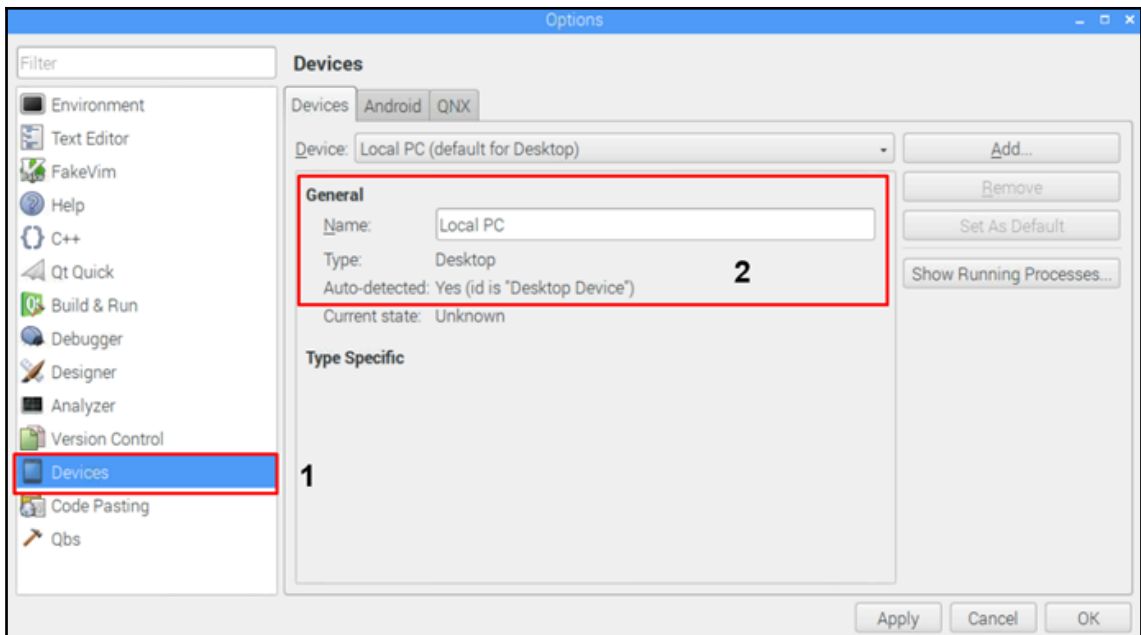 Options
Filter
Environment
Text Editor
FakeVim
Help
C++
Qt Quick
Build & Run
Debugger
Designer
Analyzer
Version Control
Devices
Code Pasting
Qbs
1
Devices
Devices Android QNX
Device: Local PC (default for Desktop)
General
Name: Local PC
Type: Desktop
Auto-detected: Yes (id is "Desktop Device")
2
Current state: Unknown
Type Specific
Add...
Remove
Set As Default
Show Running Processes...
Apply Cancel OK